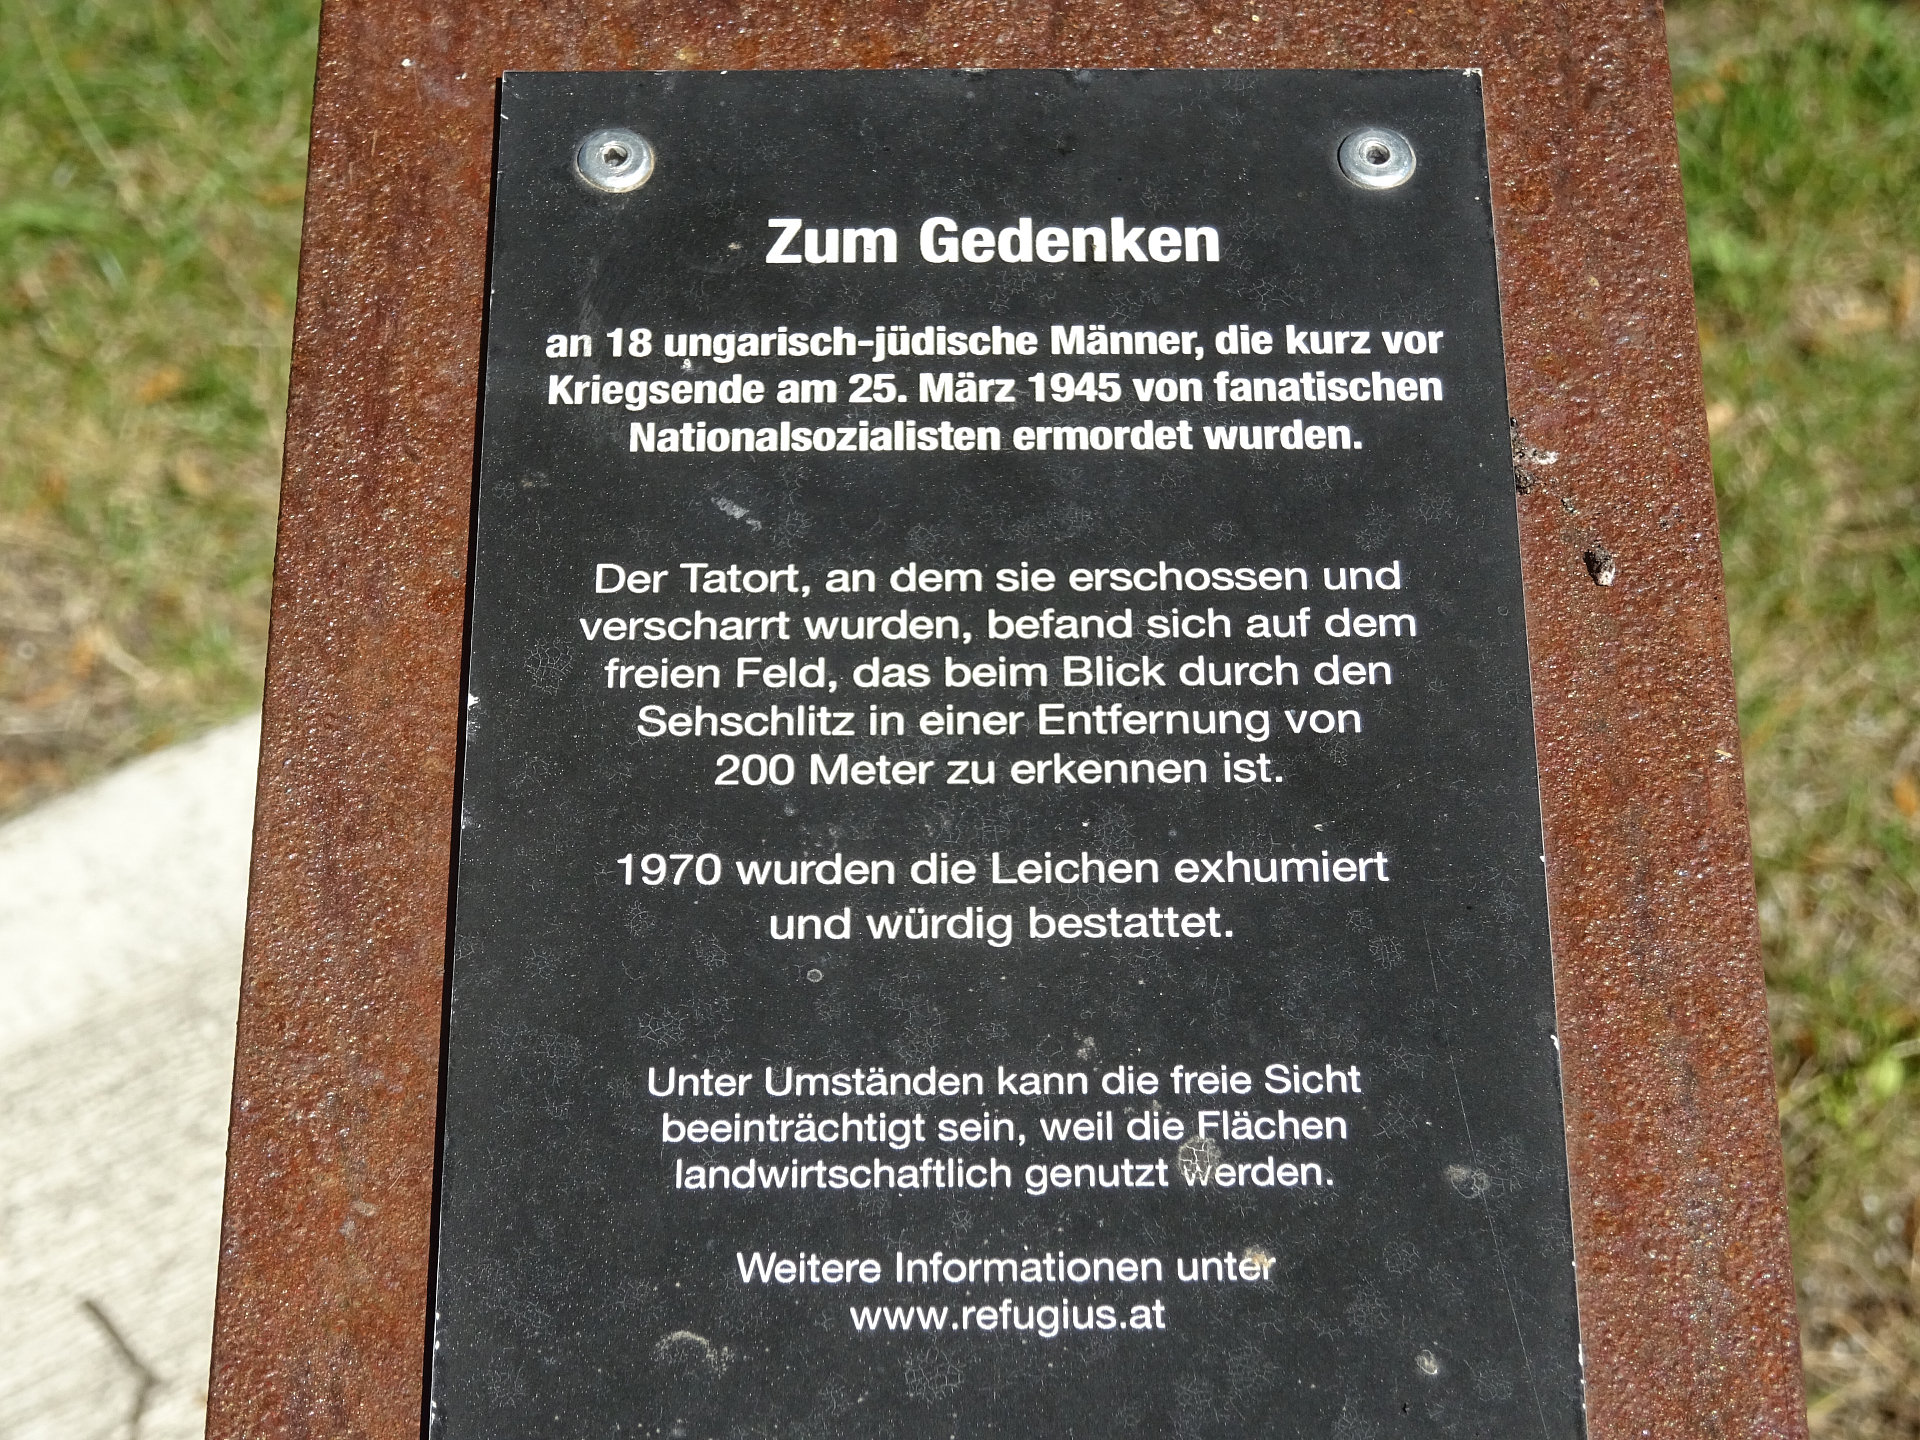 Zum Gedenken
an 18 ungarisch-jüdische Männer, die kurz vor
Kriegsende am 25. März 1945 von fanatischen
Nationalsozialisten ermordet wurden.
Der Tatort, an dem sie erschossen und
verscharrt wurden, befand sich auf dem
freien Feld, das beim Blick durch den
Sehschlitz in einer Entfernung von
200 Meter zu erkennen ist.
1970 wurden die Leichen exhumiert
und würdig bestattet.
Unter Umständen kann die freie Sicht
beeinträchtigt sein, weil die Flächen
landwirtschaftlich genutzt werden.
Weitere Informationen unter
www.refugius.at